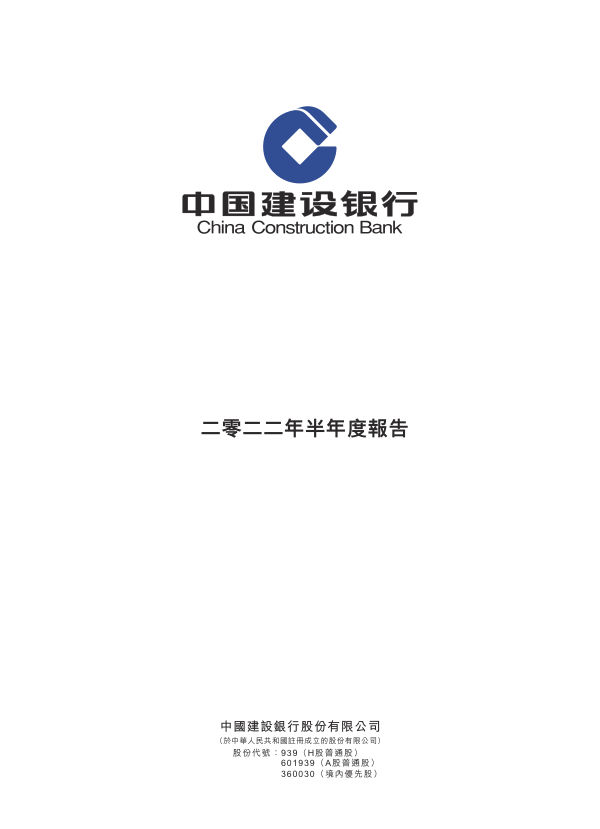 中国建设银行
China Construction Bank
二零二二年半年度報告
中國建設銀行股份有限公司
（於中華人民共和國註冊成立的股份有限公司）
股份代號：939（H股普通股）
601939（A股普通股）
360030（境內優先股）